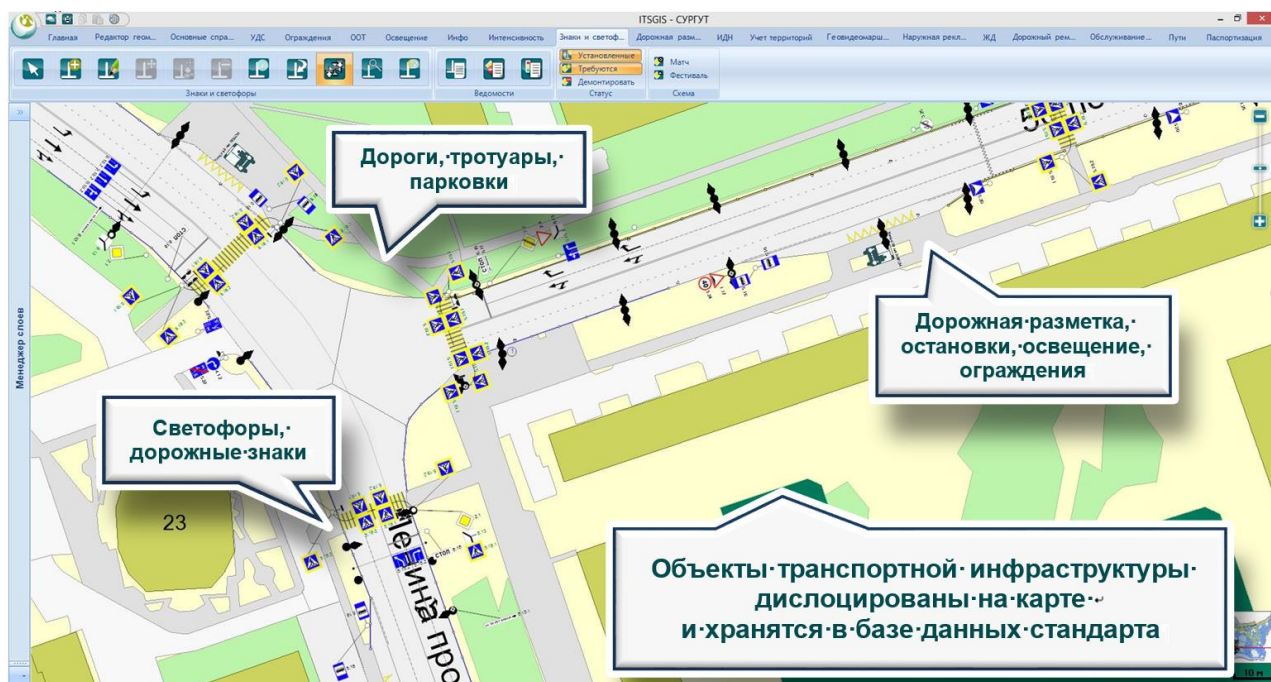 ITSGIS - СУРГУТ
Главная Редактор геом... Основные спра... УДС Ограждения ООТ Освещение Инфо Интенсивность Знаки и светоф... Дорожная разм... ИДН Учет территорий Геовидеомарш... Наружная рекл... ЖД Дорожный рем... Обслуживание... Пути Паспортизация
Установленные
Требуются
Демонтировать
Матч
Фестиваль
Знаки и светофоры Ведомости Статус Схема
Менеджер слоев
Дороги,·тротуары,·
парковки
Дорожная·разметка,·
остановки,·освещение,·
ограждения
Светофоры,·
дорожные·знаки
23
Объекты·транспортной·инфраструктуры·
дислоцированы·на·карте·↵
и·хранятся·в·базе·данных·стандарта
10 м